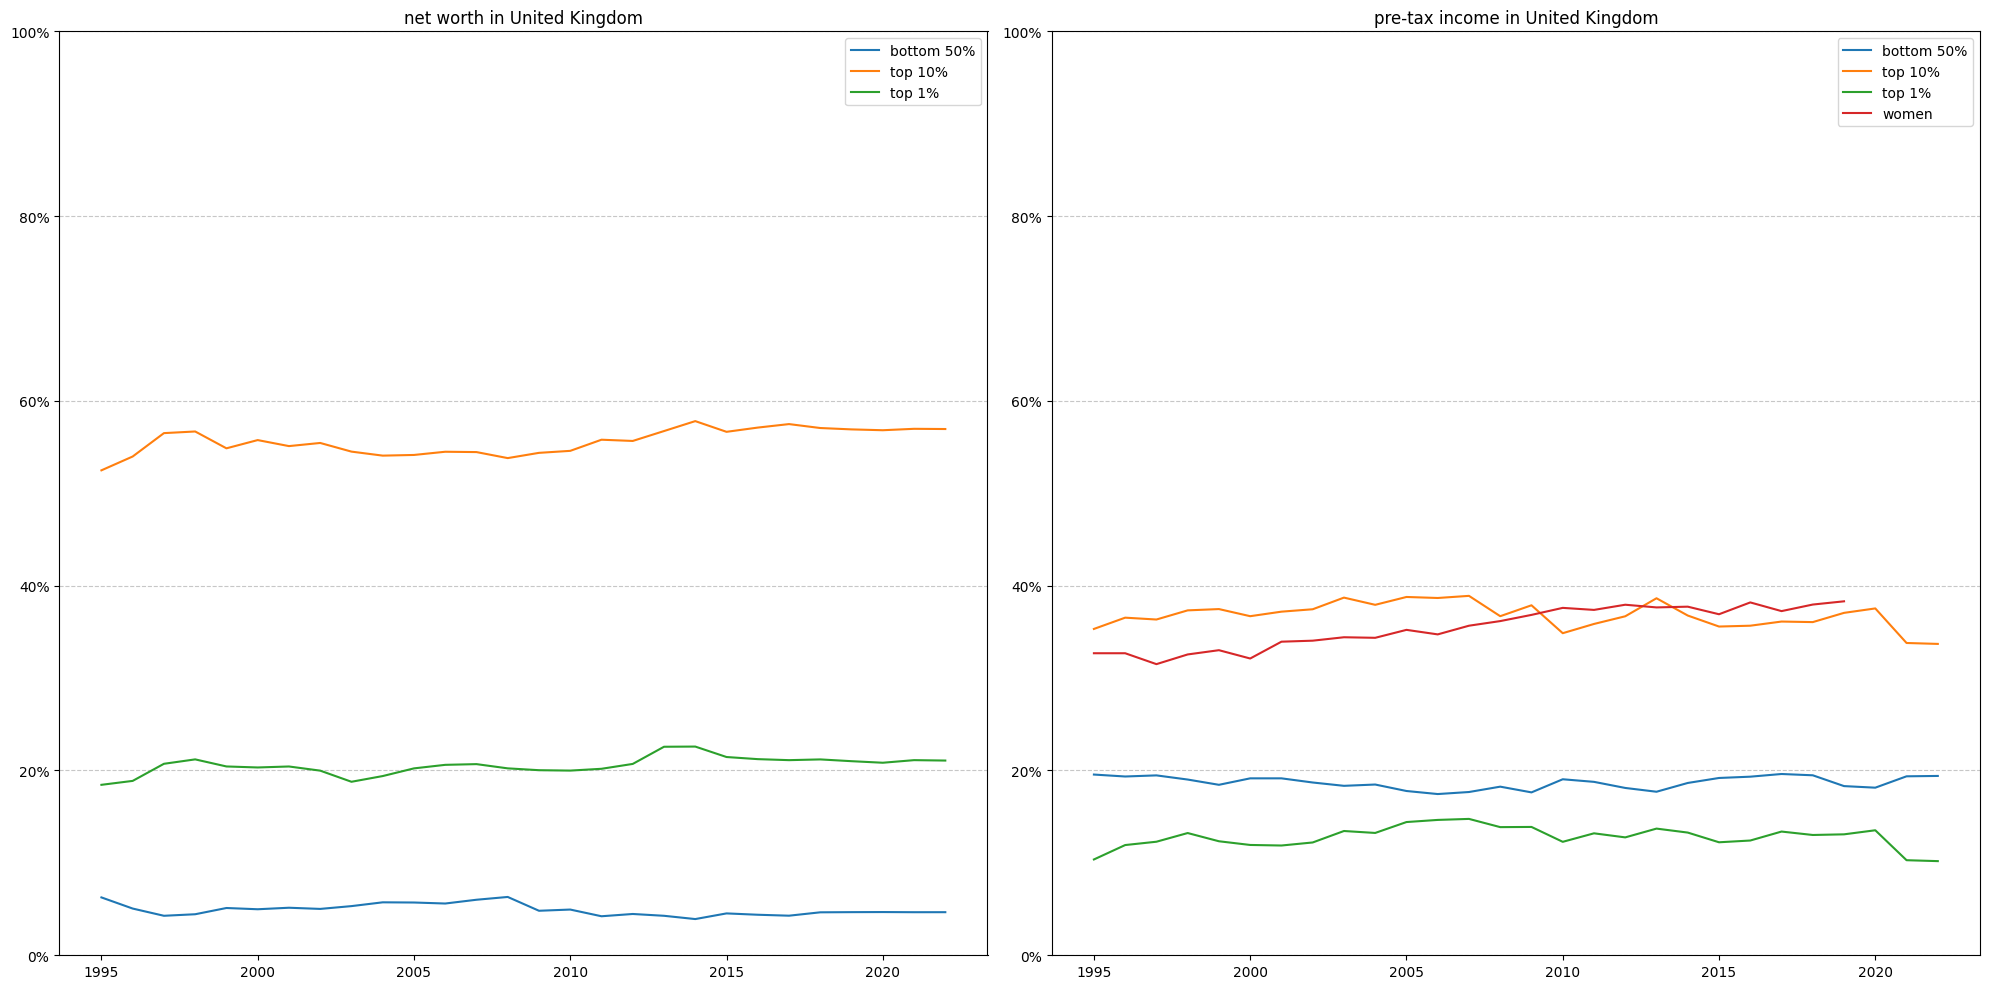 net worth in United Kingdom
100%
80%
60%
40%
20%
0%
1995 2000 2005 2010 2015 2020
bottom 50%
top 10%
top 1%
pre-tax income in United Kingdom
100%
80%
60%
40%
20%
0%
1995 2000 2005 2010 2015 2020
bottom 50%
top 10%
top 1%
women